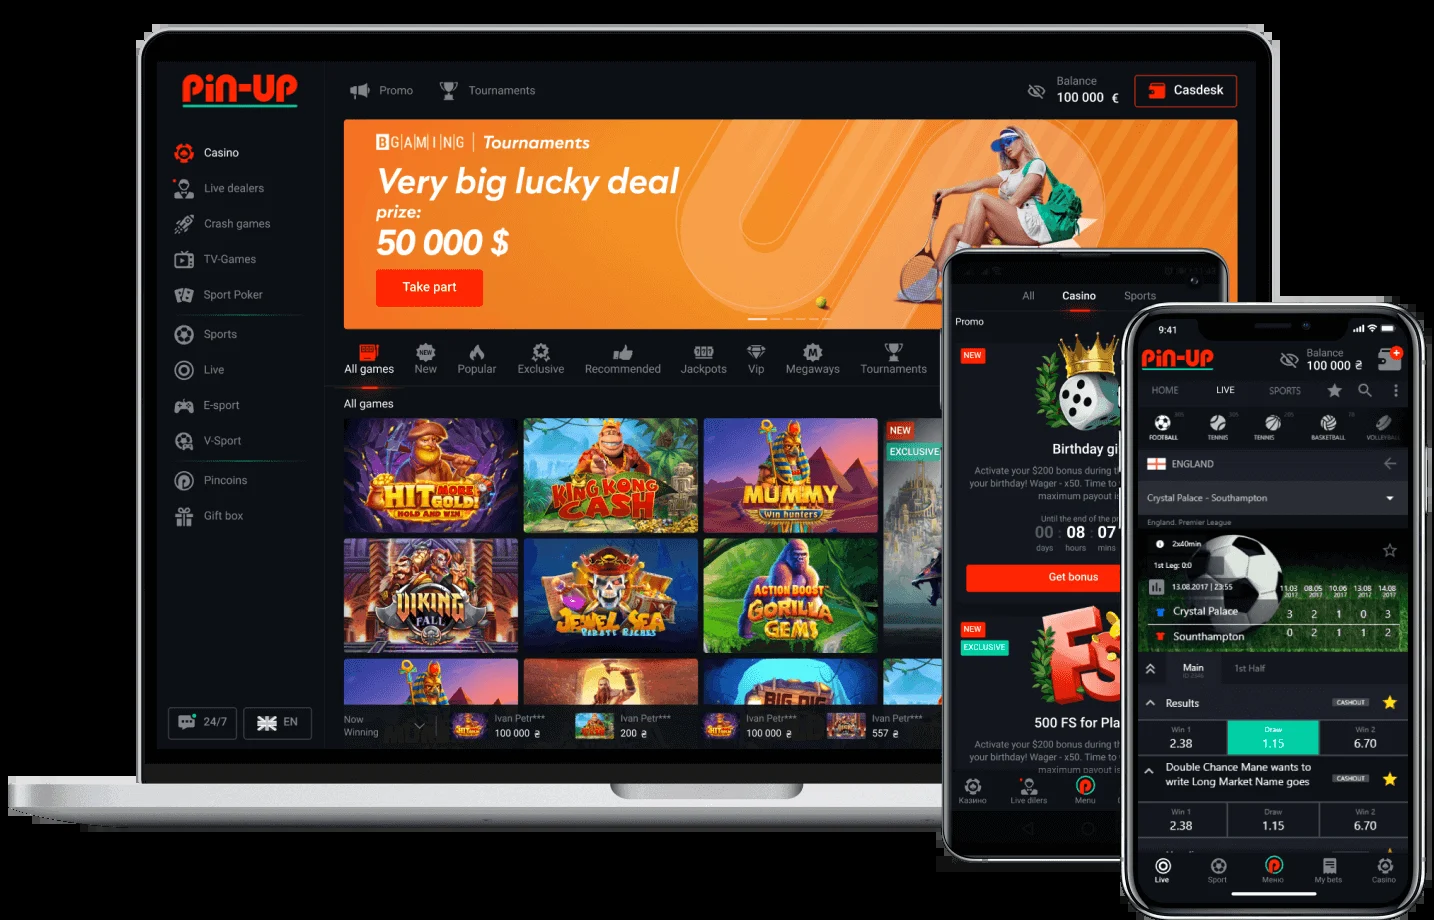 PiN-UP
Promo
Tournaments
Balance
100 000 €
Casdesk
Casino
Live dealers
Crash games
TV-Games
Sport Poker
Sports
Live
E-sport
V-Sport
Pincoins
Gift box
24/7
EN
BGAMING | Tournaments
Very big lucky deal
prize:
50 000 $
Take part
All games
New
Popular
Exclusive
Recommended
Jackpots
Vip
Megaways
Tournaments
All games
HIT MORE GOLD!
HOLD AND WIN
KING KONG CASH
MUMMY
Win hunters
NEW
EXCLUSIVE
VIKING FALL
JEWEL SEA
PIRATE RICHES
ACTION BOOST
GORILLA GEMS
BIG DIG
Now Winning
Ivan Petr***
100 000 ₴
Ivan Petr***
200 ₴
Ivan Petr***
100 000 ₴
Ivan Petr***
557 ₴
All
Casino
Sports
Promo
NEW
Birthday gi
Activate your $200 bonus during t
your birthday! Wager - x50. Time to
maximum payout is
Until the end of the pr
00 : 08 : 07
days hours mins
Get bonus
NEW
EXCLUSIVE
FS
500 FS for Pla
Activate your $200 bonus during t
your birthday! Wager - x50. Time to
maximum payout is
Казино
Live dilers
Menu
9:41
PiN-UP
Balance
100 000 ₴
HOME
LIVE
SPORTS
FOOTBALL
TENNIS
TENNIS
BASKETBALL
VOLLEYBALL
ENGLAND
Crystal Palace - Southampton
England. Premier League
2x40min
1st Leg: 0:0
13.08.2017 | 23:55
11.03 2017 08.05 2017 10.06 2017 13.08 2017 14.08 2017
Crystal Palace 3 2 1 0 3
Sounthampton 0 2 1 1 2
Main
1st Half
Results
CASHOUT
Win 1 Draw Win 2
2.38 1.15 6.70
Double Chance Mane wants to
write Long Market Name goes
CASHOUT
Win 1 Draw Win 2
2.38 1.15 6.70
Live
Sport
Меню
My bets
Casino